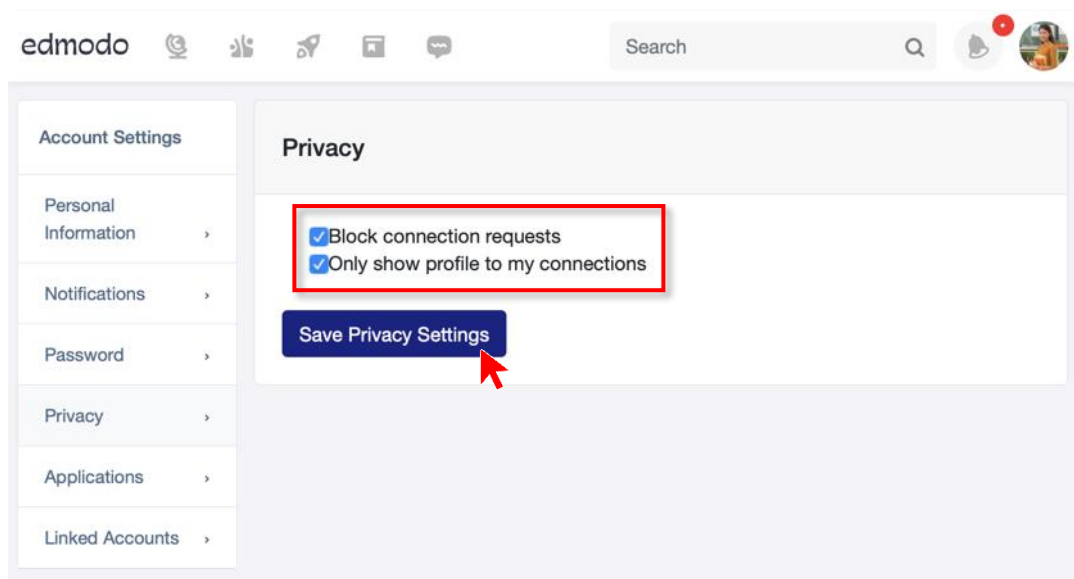 edmodo
Search
Account Settings
Personal
Information
Notifications
Password
Privacy
Applications
Linked Accounts
Privacy
Block connection requests
Only show profile to my connections
Save Privacy Settings